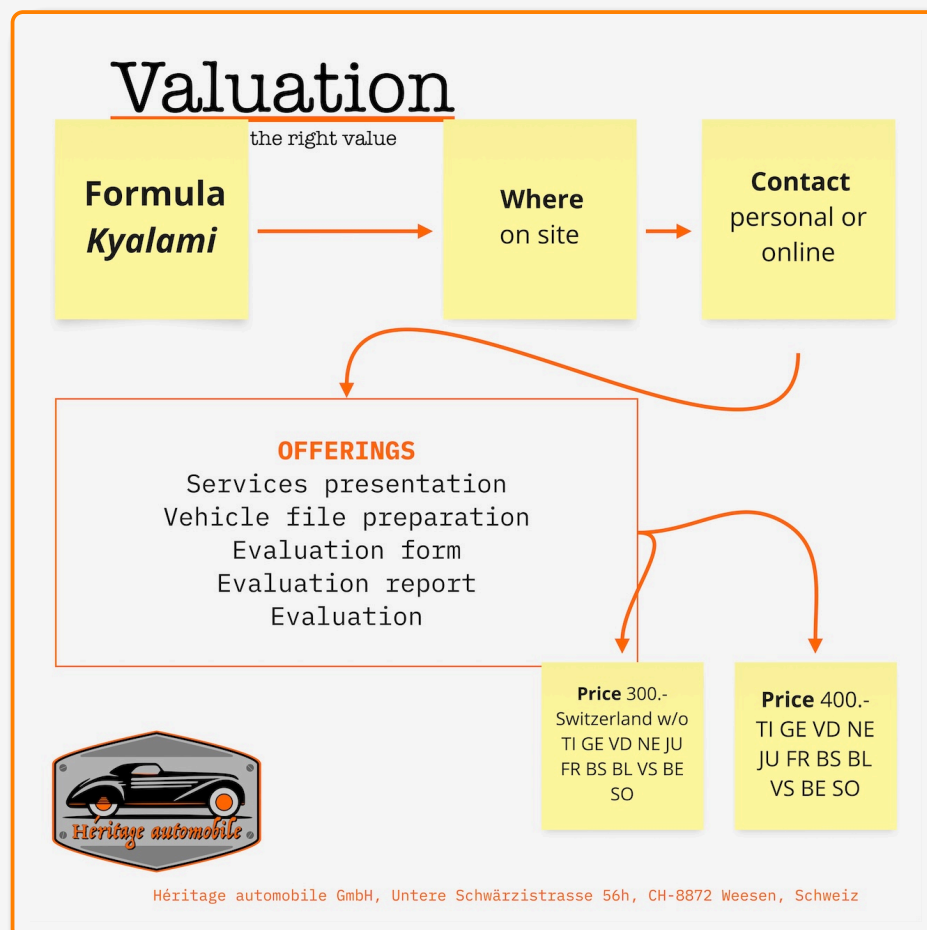 Valuation
the right value
Formula
Kyalami
Where
on site
Contact
personal or
online
OFFERINGS
Services presentation
Vehicle file preparation
Evaluation form
Evaluation report
Evaluation
Price 300.-
Switzerland w/o
TI GE VD NE JU
FR BS BL VS BE
SO
Price 400.-
TI GE VD NE
JU FR BS BL
VS BE SO
Héritage automobile
Héritage automobile GmbH, Untere Schwärzistrasse 56h, CH-8872 Weesen, Schweiz